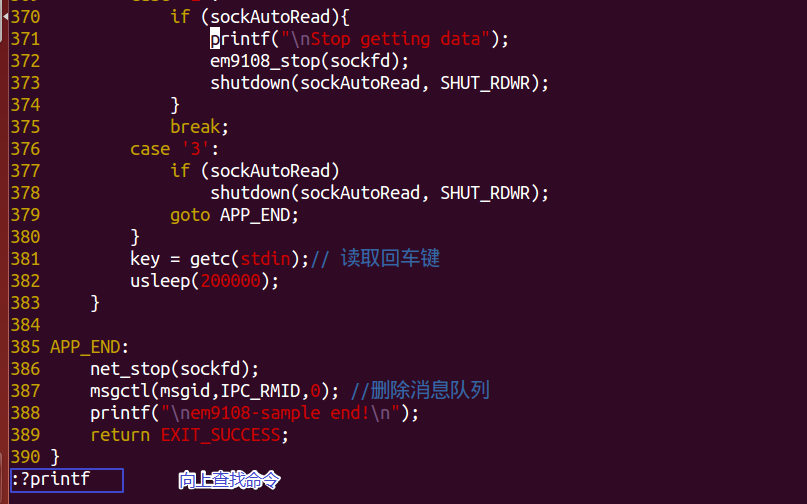 370             if (sockAutoRead){
371                 printf("\nStop getting data");
372                 em9108_stop(sockfd);
373                 shutdown(sockAutoRead, SHUT_RDWR);
374             }
375             break;
376         case '3':
377             if (sockAutoRead)
378                 shutdown(sockAutoRead, SHUT_RDWR);
379             goto APP_END;
380         }
381         key = getc(stdin);// 读取回车键
382         usleep(200000);
383     }
384
385 APP_END:
386     net_stop(sockfd);
387     msgctl(msgid,IPC_RMID,0); //删除消息队列
388     printf("\nem9108-sample end!\n");
389     return EXIT_SUCCESS;
390 }
:?printf 向上查找命令